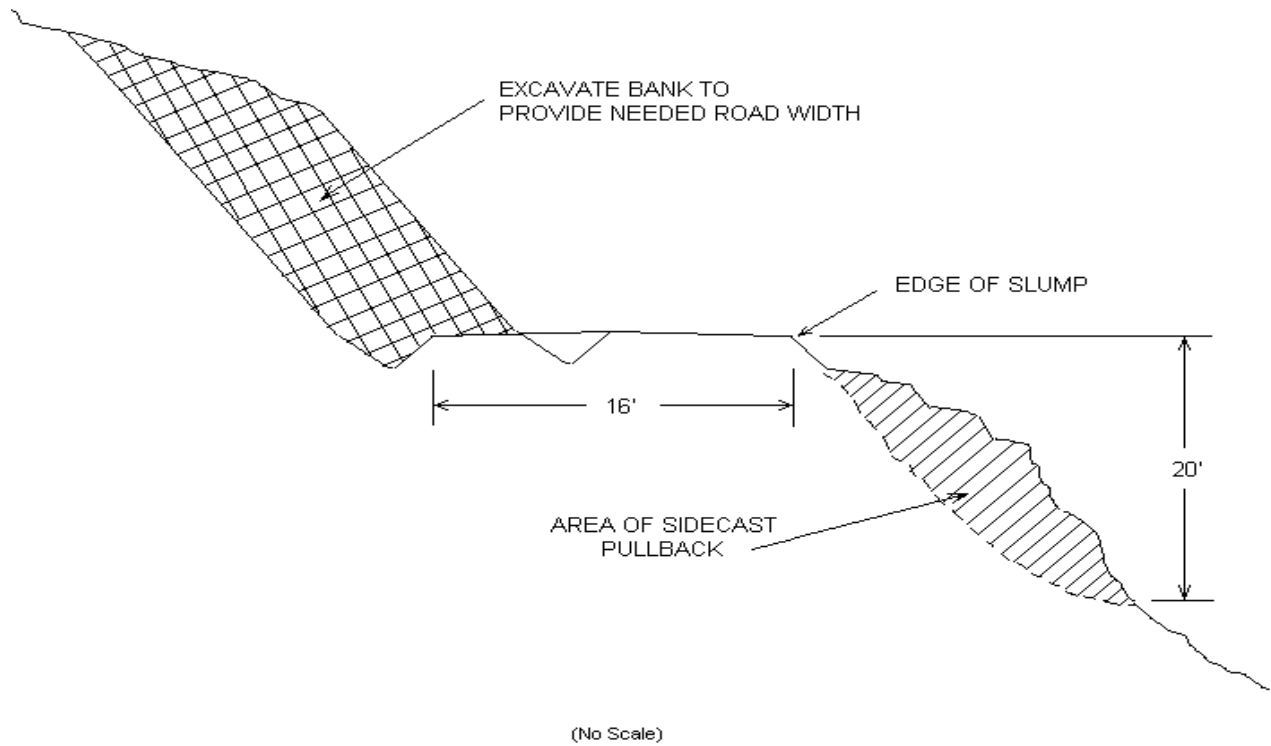 EXCAVATE BANK TO
PROVIDE NEEDED ROAD WIDTH
EDGE OF SLUMP
16'
20'
AREA OF SIDECAST
PULLBACK
(No Scale)